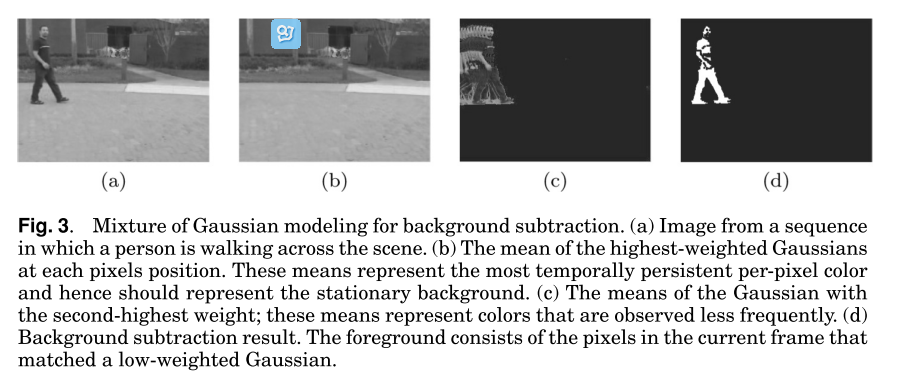 (a) (b) (c) (d)
Fig. 3. Mixture of Gaussian modeling for background subtraction. (a) Image from a sequence
in which a person is walking across the scene. (b) The mean of the highest-weighted Gaussians
at each pixels position. These means represent the most temporally persistent per-pixel color
and hence should represent the stationary background. (c) The means of the Gaussian with
the second-highest weight; these means represent colors that are observed less frequently. (d)
Background subtraction result. The foreground consists of the pixels in the current frame that
matched a low-weighted Gaussian.